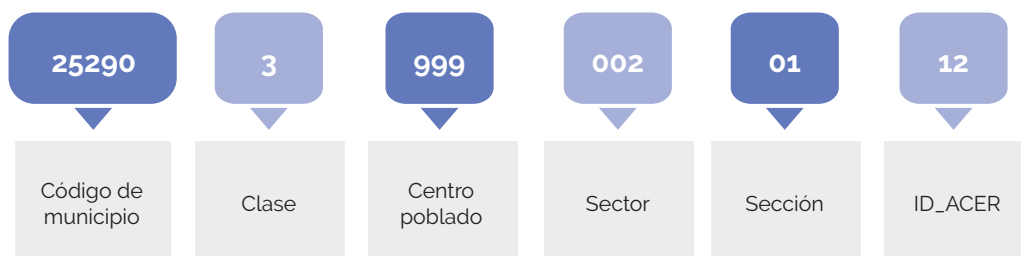 25290
3
999
002
01
12
Código de
municipio
Clase
Centro
poblado
Sector
Sección
ID_ACER